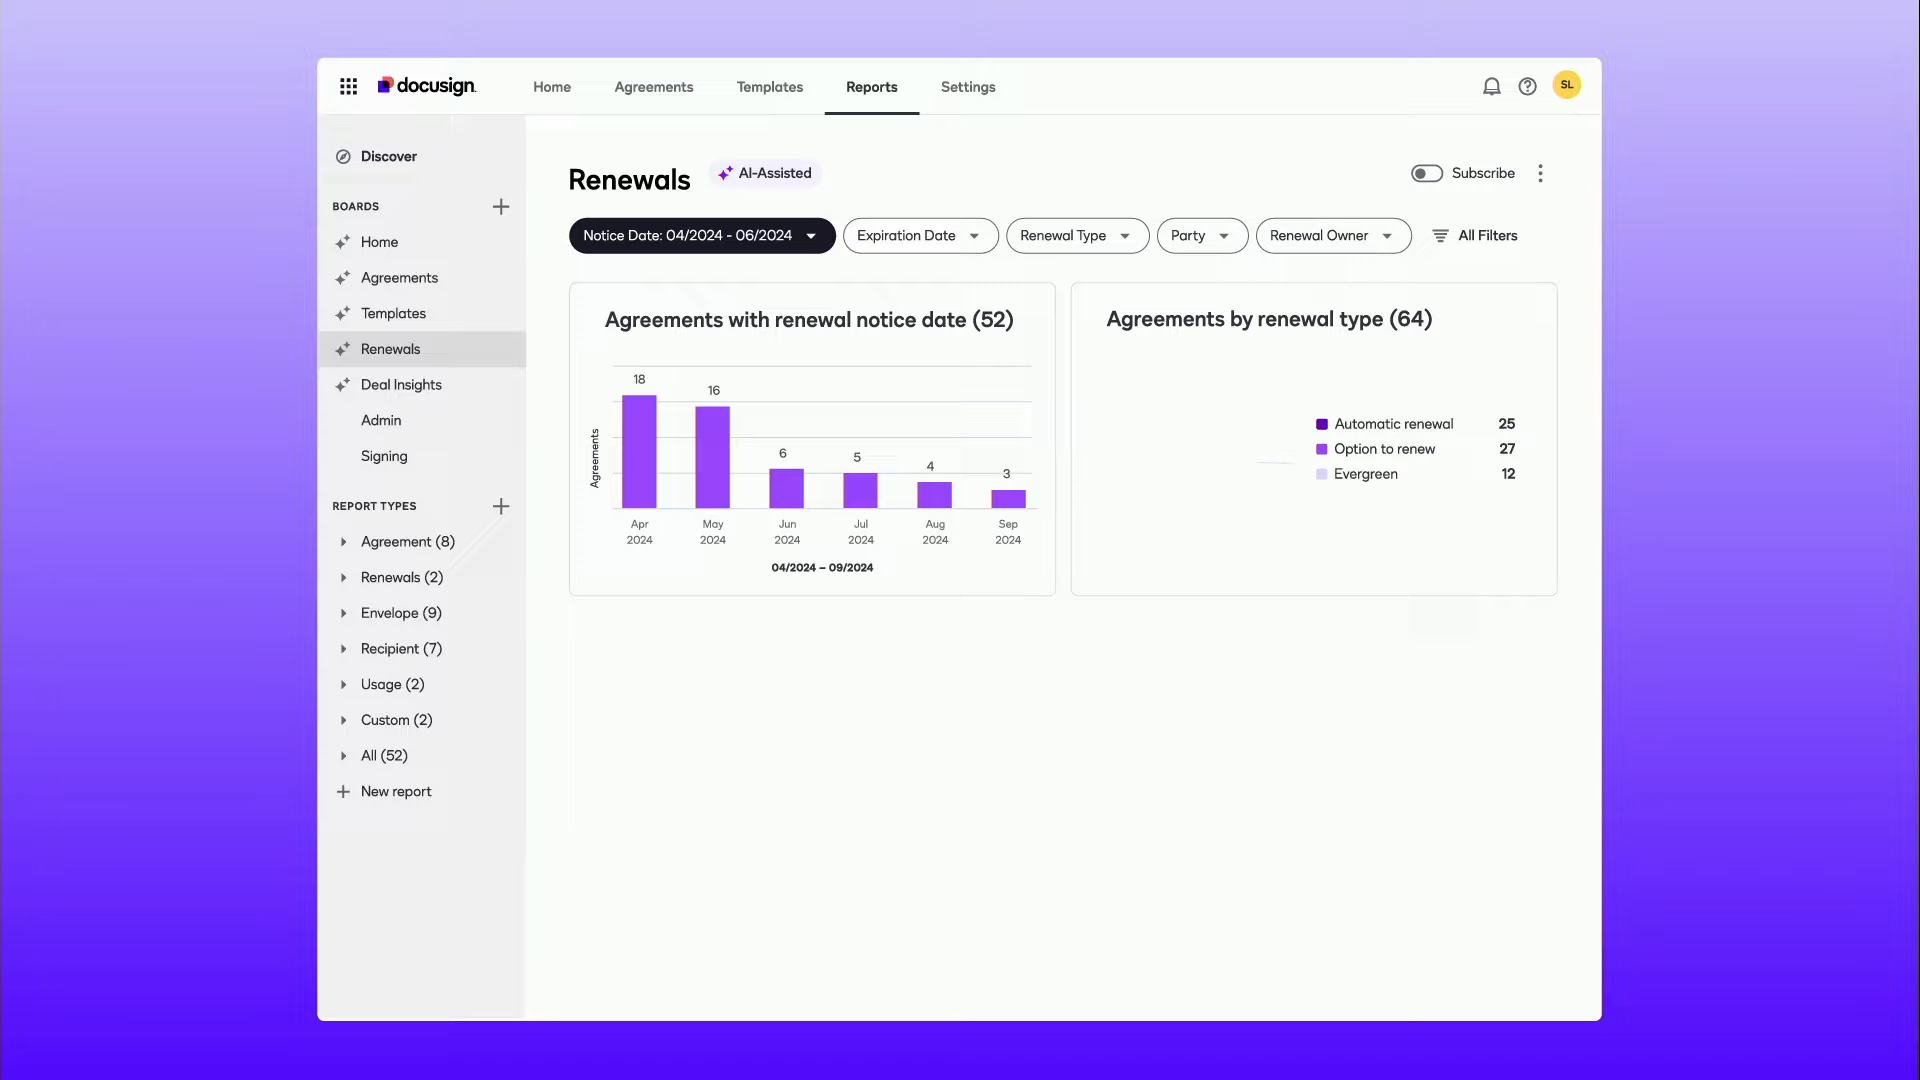 docusign
Home
Agreements
Templates
Reports
Settings
SL
Discover
BOARDS
Home
Agreements
Templates
Renewals
Deal Insights
Admin
Signing
REPORT TYPES
Agreement (8)
Renewals (2)
Envelope (9)
Recipient (7)
Usage (2)
Custom (2)
All (52)
New report
Renewals
AI-Assisted
Subscribe
Notice Date: 04/2024 - 06/2024
Expiration Date
Renewal Type
Party
Renewal Owner
All Filters
Agreements with renewal notice date (52)
Agreements
18
16
6
5
4
3
Apr 2024
May 2024
Jun 2024
Jul 2024
Aug 2024
Sep 2024
04/2024 – 09/2024
Agreements by renewal type (64)
Automatic renewal 25
Option to renew 27
Evergreen 12